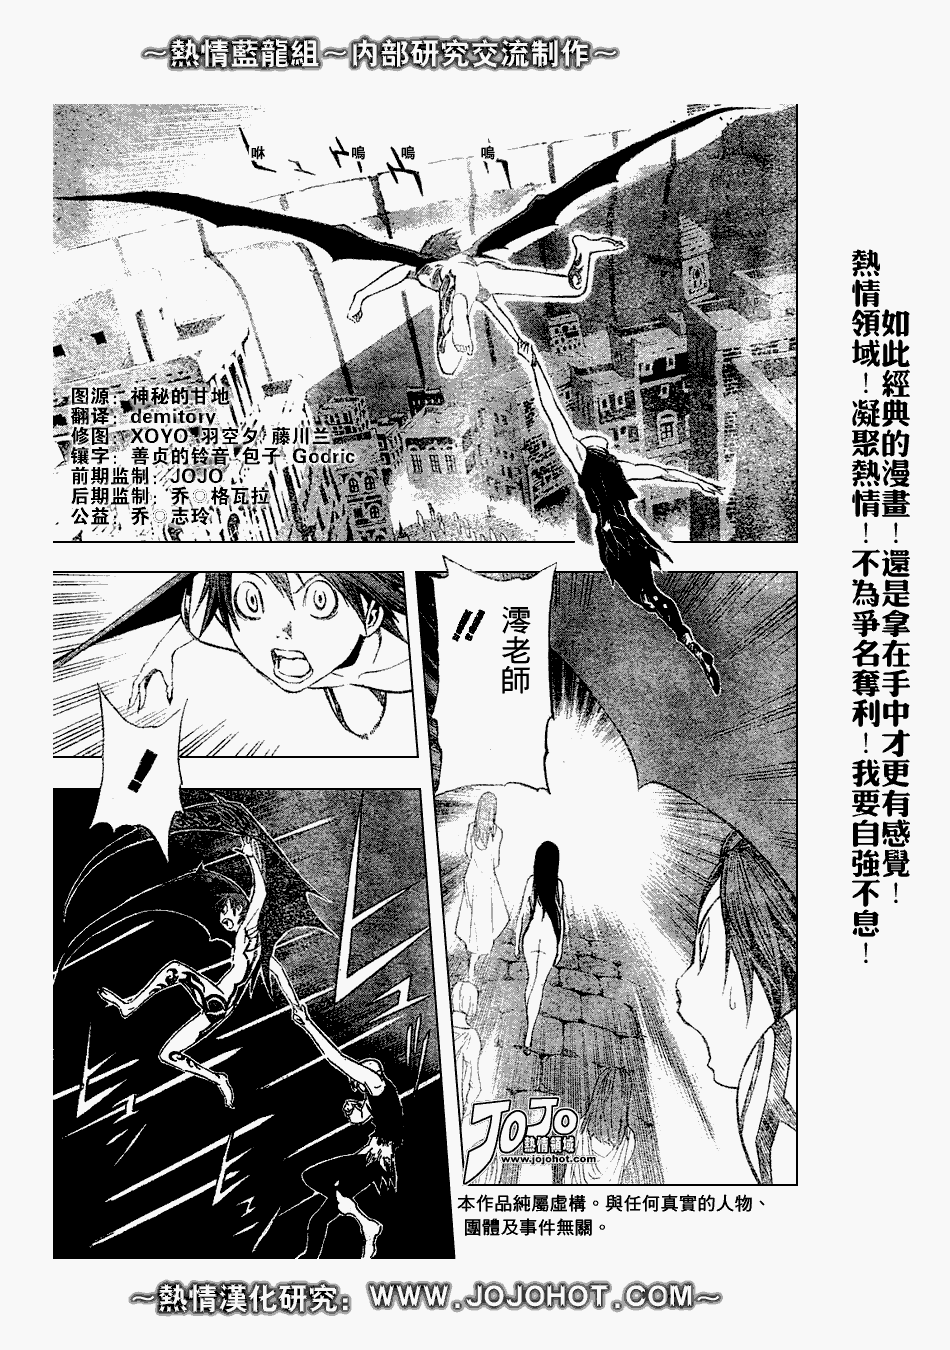 ～熱情藍龍組～内部研究交流制作～
咻
嗚
嗚
嗚
图源：神秘的甘地
翻译：demitory
修图：XOYO 羽空夕 藤川兰
镶字：善贞的铃音 包子 Godric
前期监制：JOJO
后期监制：乔◌格瓦拉
公益：乔◌志玲
如此經典的漫畫！還是拿在手中才更有感覺！
熱情領域！凝聚熱情！不為爭名奪利！我要自強不息！
澪老師
!!
!
JOJO
熱情領域
www.jojohot.com
本作品純屬虛構。與任何真實的人物、
團體及事件無關。
～熱情漢化研究：WWW.JOJOHOT.COM～